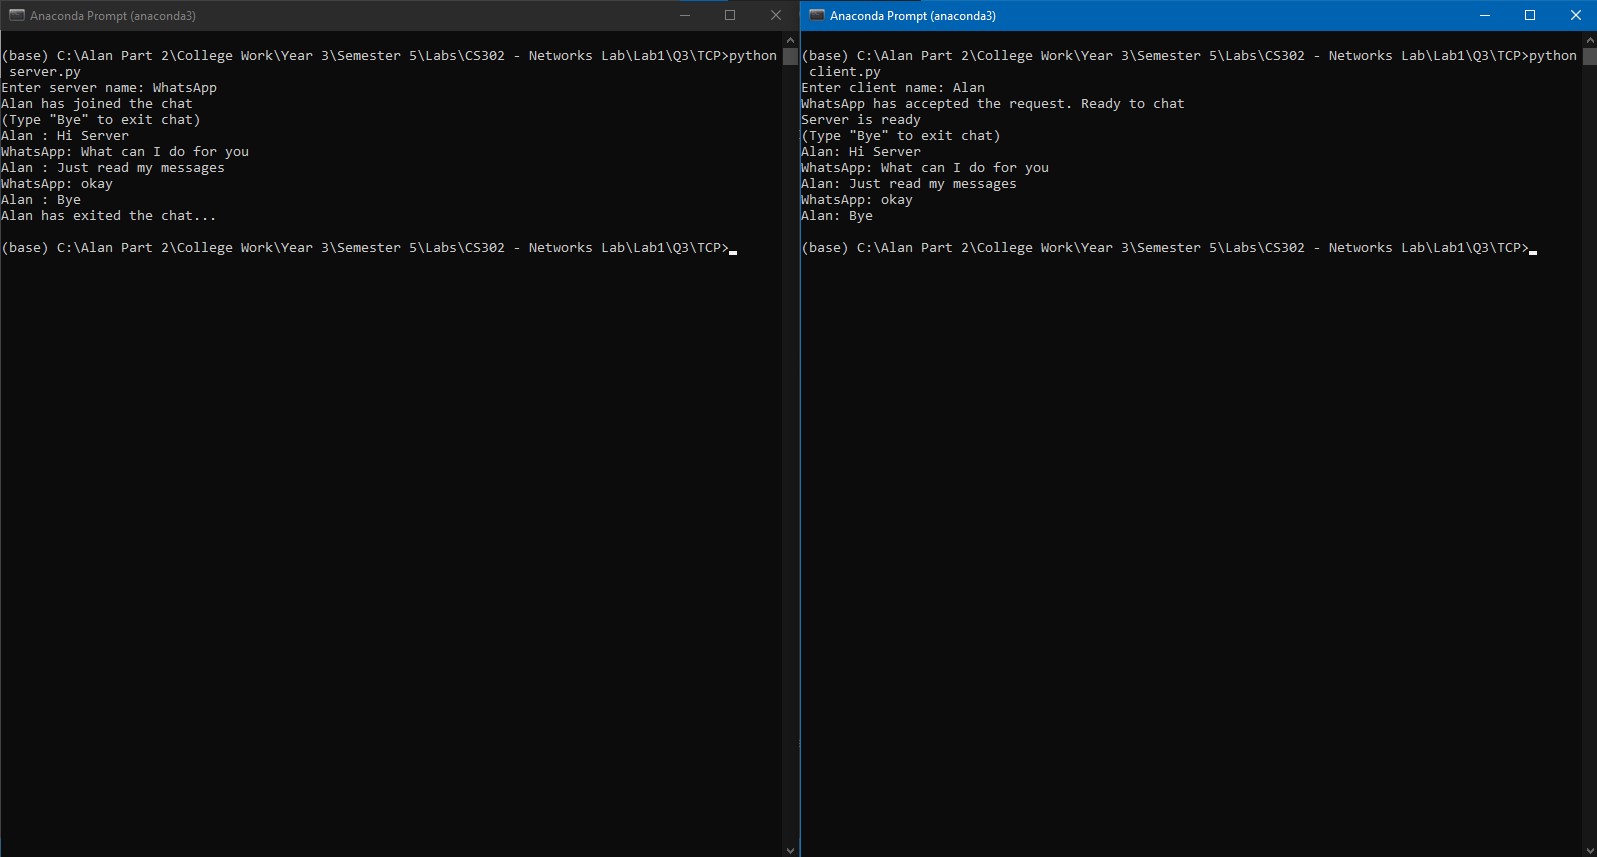 Anaconda Prompt (anaconda3)
(base) C:\Alan Part 2\College Work\Year 3\Semester 5\Labs\CS302 - Networks Lab\Lab1\Q3\TCP>python
 server.py
Enter server name: WhatsApp
Alan has joined the chat
(Type "Bye" to exit chat)
Alan : Hi Server
WhatsApp: What can I do for you
Alan : Just read my messages
WhatsApp: okay
Alan : Bye
Alan has exited the chat...
(base) C:\Alan Part 2\College Work\Year 3\Semester 5\Labs\CS302 - Networks Lab\Lab1\Q3\TCP>
Anaconda Prompt (anaconda3)
(base) C:\Alan Part 2\College Work\Year 3\Semester 5\Labs\CS302 - Networks Lab\Lab1\Q3\TCP>python
 client.py
Enter client name: Alan
WhatsApp has accepted the request. Ready to chat
Server is ready
(Type "Bye" to exit chat)
Alan: Hi Server
WhatsApp: What can I do for you
Alan: Just read my messages
WhatsApp: okay
Alan: Bye
(base) C:\Alan Part 2\College Work\Year 3\Semester 5\Labs\CS302 - Networks Lab\Lab1\Q3\TCP>